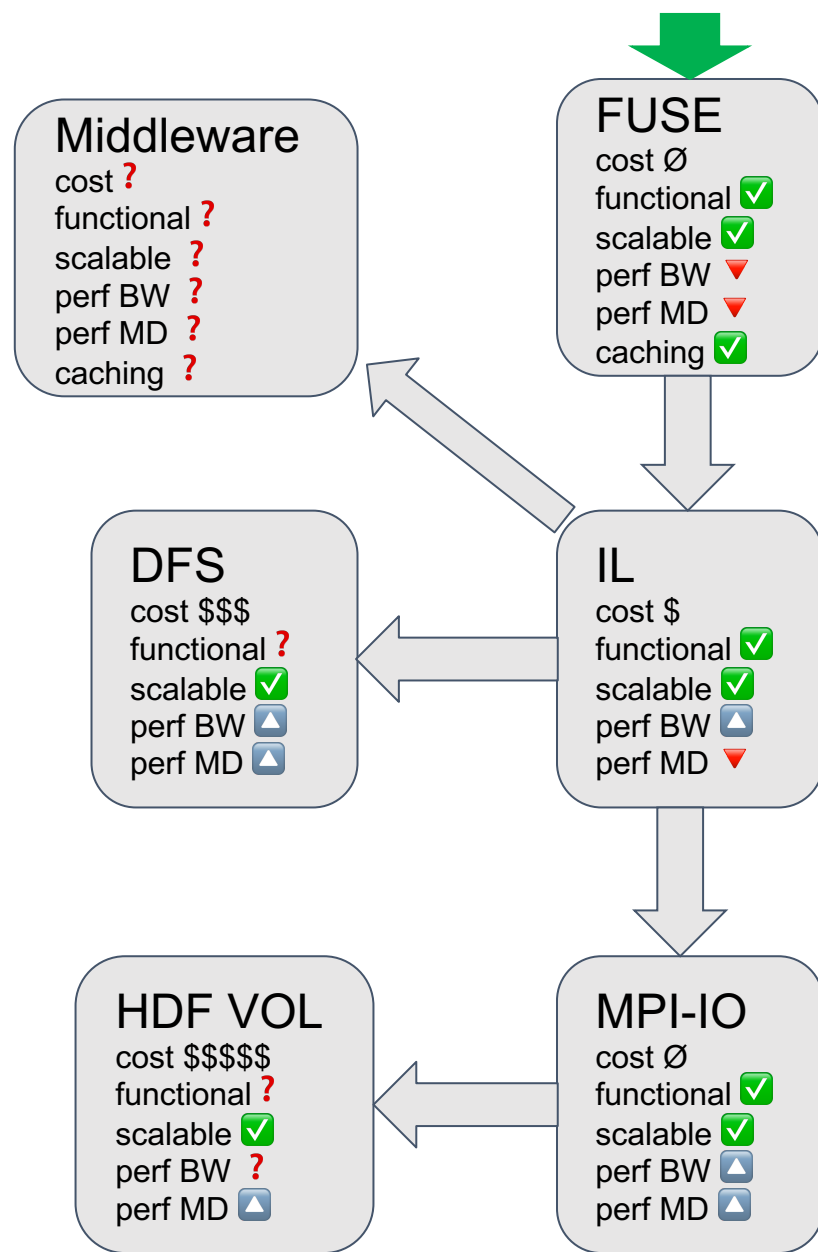 Middleware
cost ❓
functional ❓
scalable ❓
perf BW ❓
perf MD ❓
caching ❓
FUSE
cost Ø
functional ✅
scalable ✅
perf BW 🔻
perf MD 🔻
caching ✅
DFS
cost $$$
functional ❓
scalable ✅
perf BW 🔼
perf MD 🔼
IL
cost $
functional ✅
scalable ✅
perf BW 🔼
perf MD 🔻
HDF VOL
cost $$$$$
functional ❓
scalable ✅
perf BW ❓
perf MD 🔼
MPI-IO
cost Ø
functional ✅
scalable ✅
perf BW 🔼
perf MD 🔼